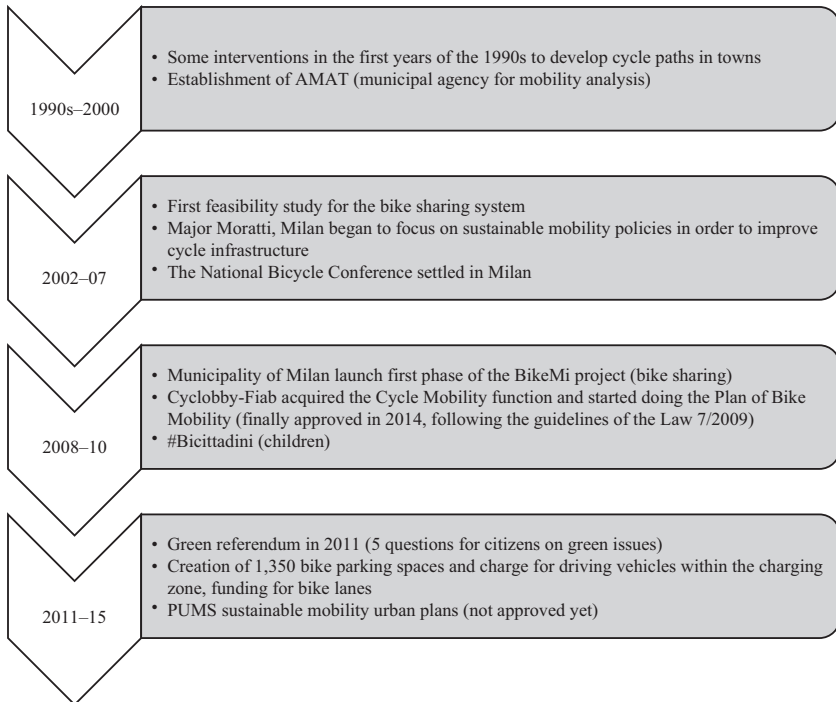 1990s–2000
• Some interventions in the first years of the 1990s to develop cycle paths in towns
• Establishment of AMAT (municipal agency for mobility analysis)
2002–07
• First feasibility study for the bike sharing system
• Major Moratti, Milan began to focus on sustainable mobility policies in order to improve
cycle infrastructure
• The National Bicycle Conference settled in Milan
2008–10
• Municipality of Milan launch first phase of the BikeMi project (bike sharing)
• Cyclobby-Fiab acquired the Cycle Mobility function and started doing the Plan of Bike
Mobility (finally approved in 2014, following the guidelines of the Law 7/2009)
• #Bicittadini (children)
2011–15
• Green referendum in 2011 (5 questions for citizens on green issues)
• Creation of 1,350 bike parking spaces and charge for driving vehicles within the charging
zone, funding for bike lanes
• PUMS sustainable mobility urban plans (not approved yet)